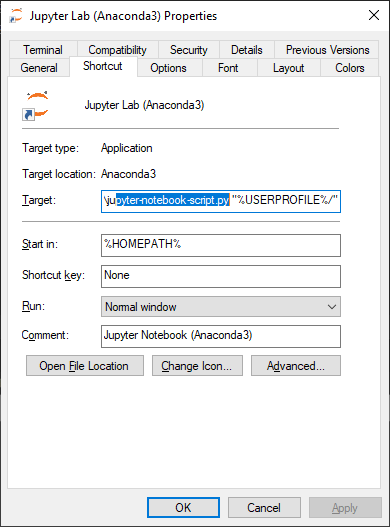 Jupyter Lab (Anaconda3) Properties
Terminal Compatibility Security Details Previous Versions
General Shortcut Options Font Layout Colors
Jupyter Lab (Anaconda3)
Target type: Application
Target location: Anaconda3
Target: \jupyter-notebook-script.py "%USERPROFILE%/"
Start in: %HOMEPATH%
Shortcut key: None
Run: Normal window
Comment: Jupyter Notebook (Anaconda3)
Open File Location Change Icon... Advanced...
OK Cancel Apply